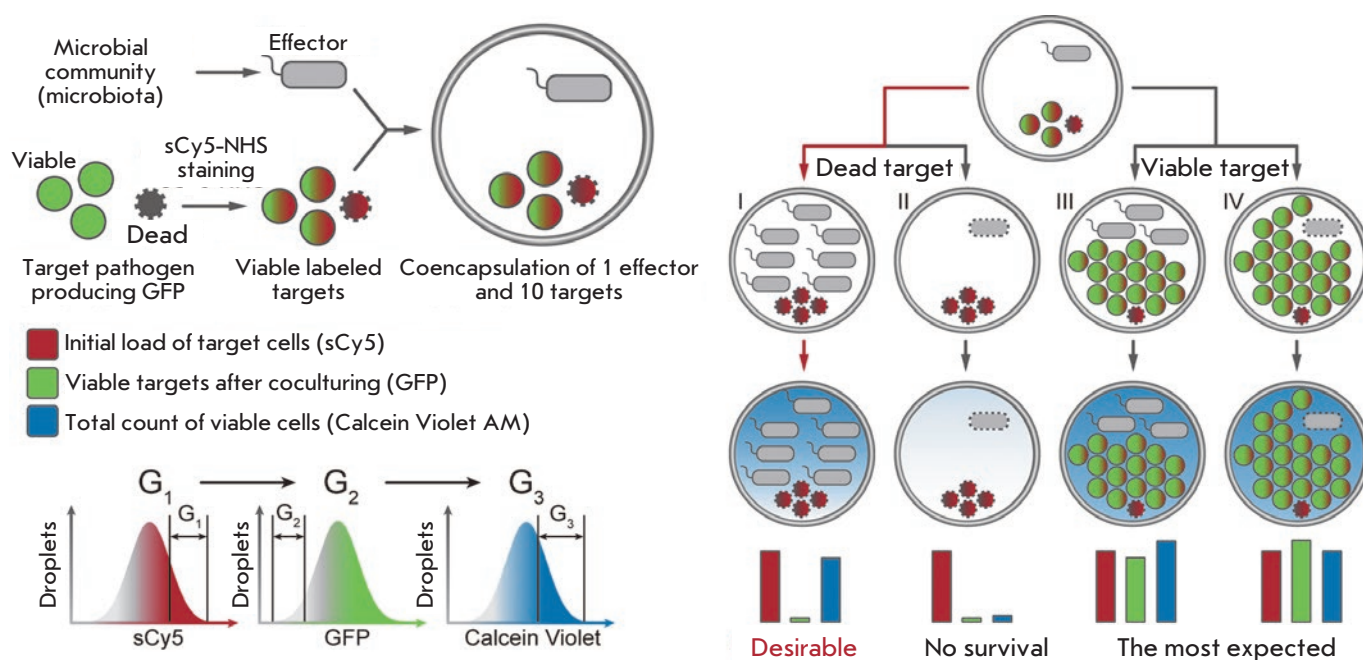 Microbial
community
(microbiota)
Effector
Viable
sCy5-NHS
staining
Dead
Target pathogen
producing GFP
Viable labeled
targets
Coencapsulation of 1 effector
and 10 targets
Initial load of target cells (sCy5)
Viable targets after coculturing (GFP)
Total count of viable cells (Calcein Violet AM)
G1
G2
G3
Droplets
G1
sCy5
Droplets
G2
GFP
Droplets
G3
Calcein Violet
Dead target
Viable target
I
II
III
IV
Desirable
No survival
The most expected